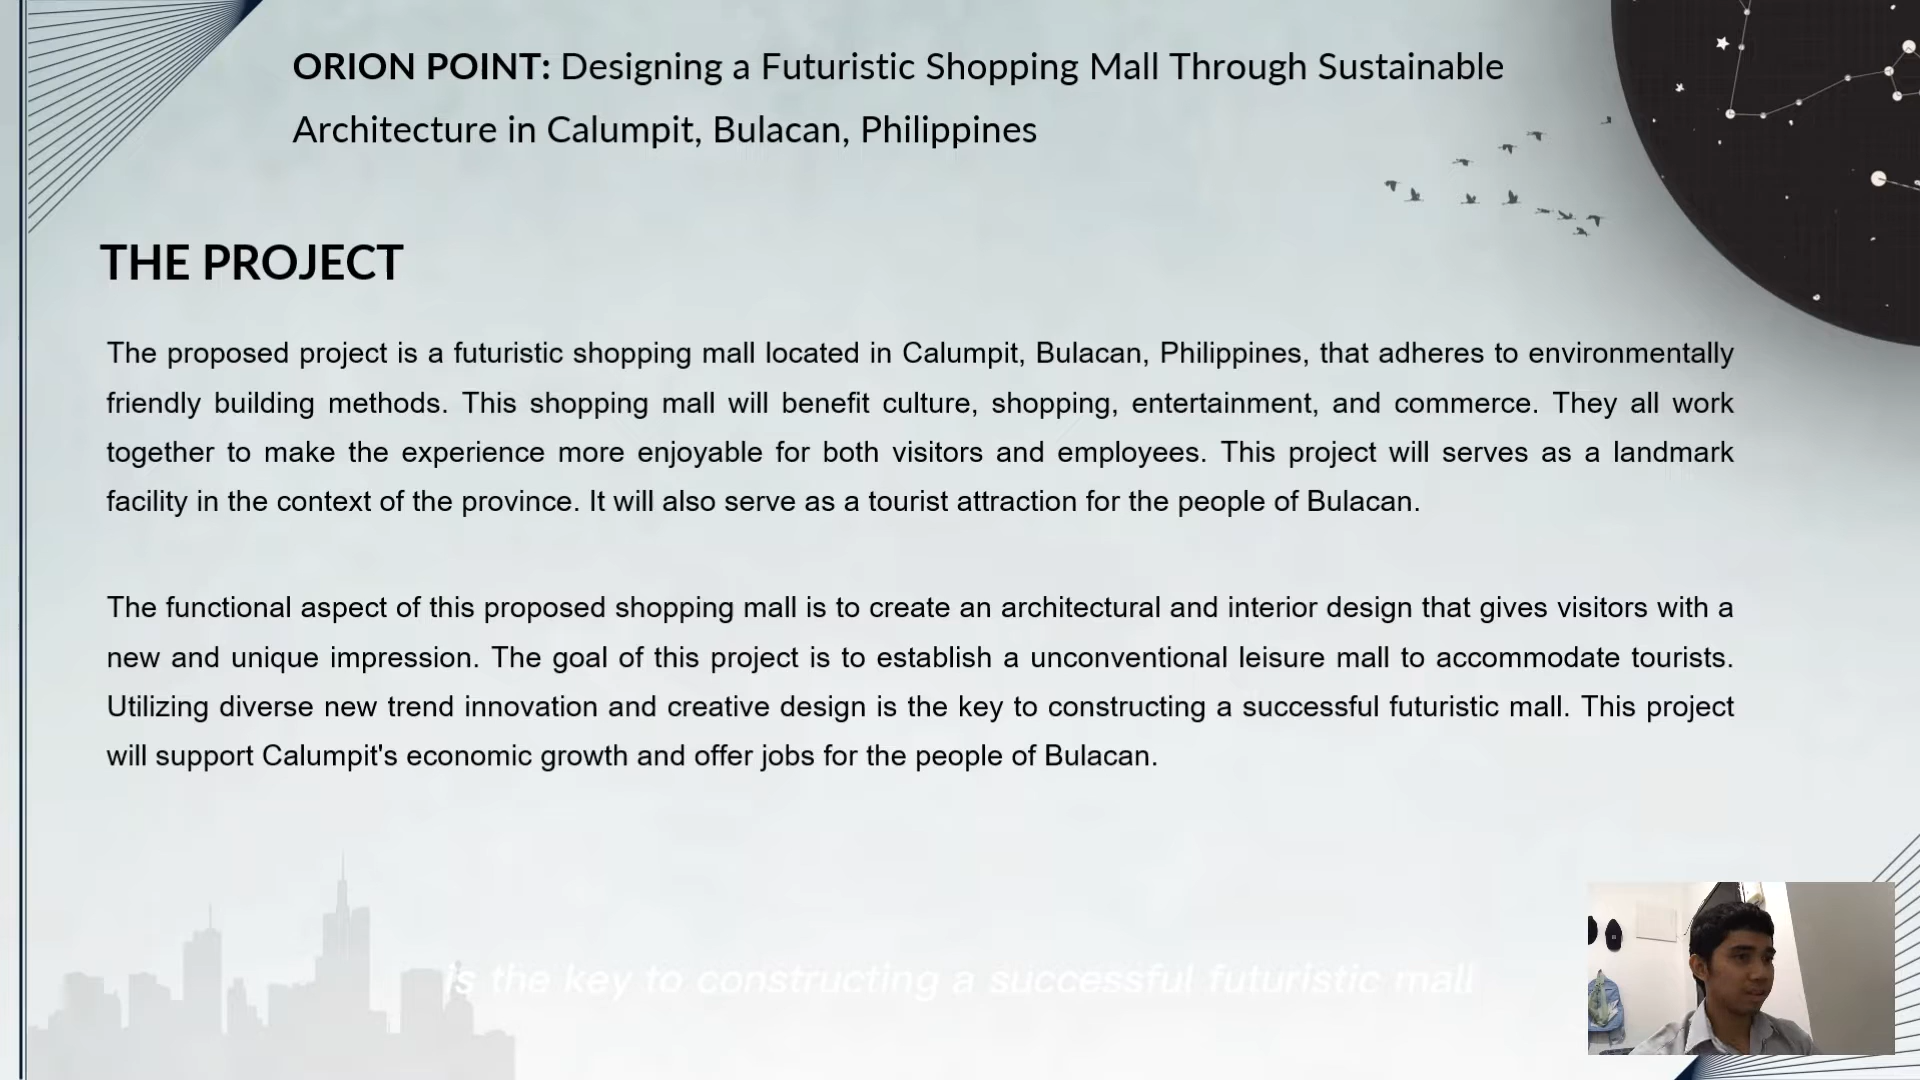 ORION POINT: Designing a Futuristic Shopping Mall Through Sustainable
Architecture in Calumpit, Bulacan, Philippines
THE PROJECT
The proposed project is a futuristic shopping mall located in Calumpit, Bulacan, Philippines, that adheres to environmentally
friendly building methods. This shopping mall will benefit culture, shopping, entertainment, and commerce. They all work
together to make the experience more enjoyable for both visitors and employees. This project will serves as a landmark
facility in the context of the province. It will also serve as a tourist attraction for the people of Bulacan.
The functional aspect of this proposed shopping mall is to create an architectural and interior design that gives visitors with a
new and unique impression. The goal of this project is to establish a unconventional leisure mall to accommodate tourists.
Utilizing diverse new trend innovation and creative design is the key to constructing a successful futuristic mall. This project
will support Calumpit's economic growth and offer jobs for the people of Bulacan.
is the key to constructing a successful futuristic mall